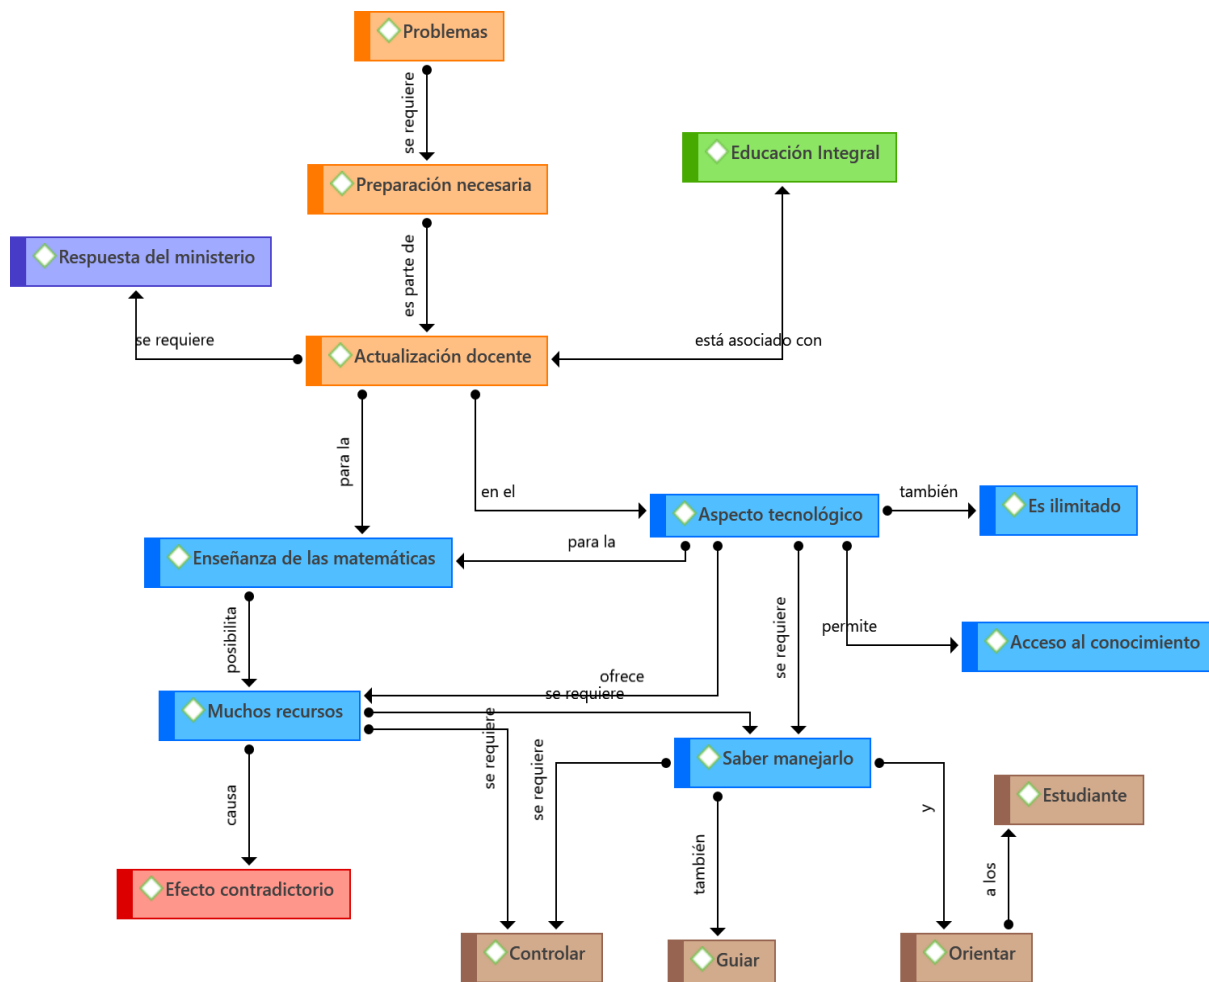 Problemas
se requiere
Educación Integral
Preparación necesaria
es parte de
Respuesta del ministerio
se requiere
está asociado con
Actualización docente
para la
en el
también
Es ilimitado
Aspecto tecnológico
para la
Enseñanza de las matemáticas
posibilita
se requiere
permite
Acceso al conocimiento
ofrece
se requiere
Muchos recursos
se requiere
se requiere
Saber manejarlo
causa
y
Estudiante
también
a los
Efecto contradictorio
Controlar
Guiar
Orientar